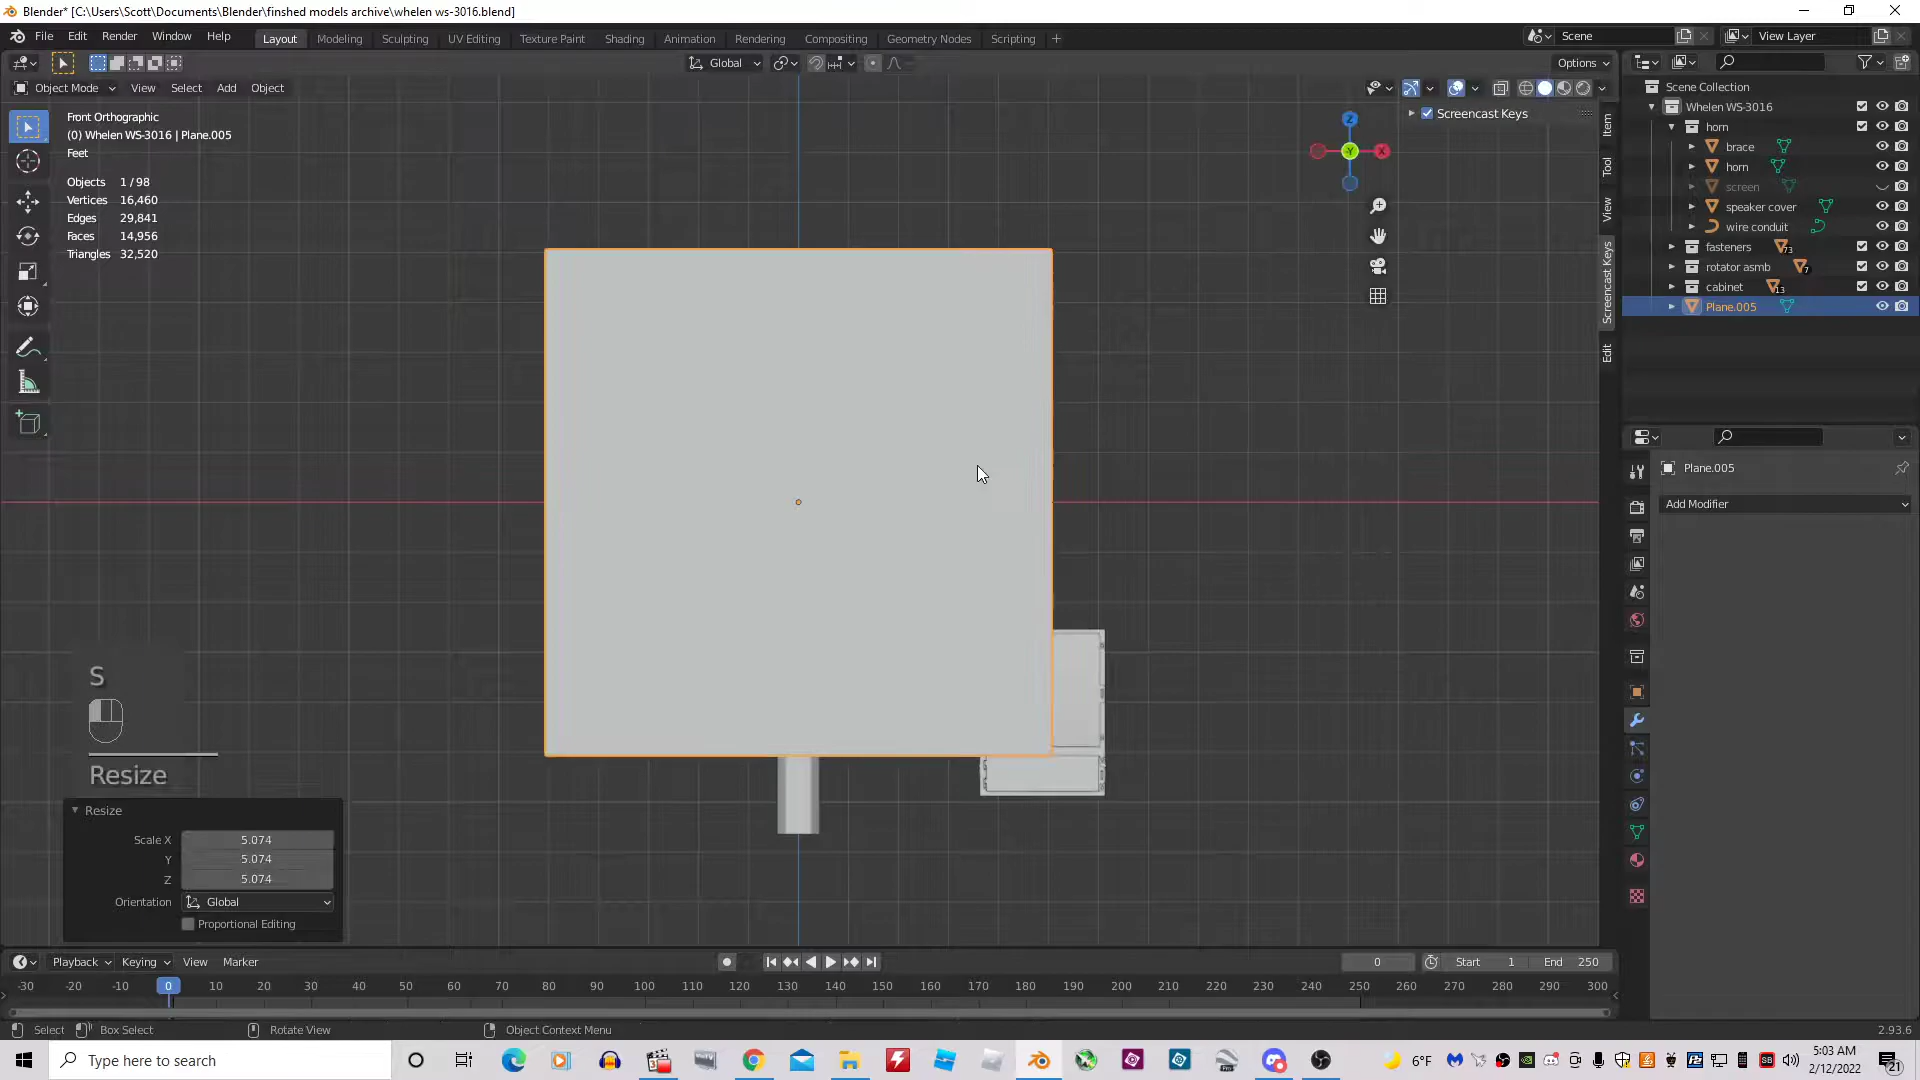 Blender* [C:\Users\Scott\Documents\Blender\finshed models archive\whelen ws-3016.blend]
File Edit Render Window Help Layout Modeling Sculpting UV Editing Texture Paint Shading Animation Rendering Compositing Geometry Nodes Scripting + Scene View Layer
Global Options
Object Mode View Select Add Object
Front Orthographic
(0) Whelen WS-3016 | Plane.005
Feet
Objects 1 / 98
Vertices 16,460
Edges 29,841
Faces 14,956
Triangles 32,520
Screencast Keys
Z
Y
X
Item
Tool
View
Screencast Keys
Edit
Scene Collection
Whelen WS-3016
horn
brace
horn
screen
speaker cover
wire conduit
fasteners 73
rotator asmb 7
cabinet 13
Plane.005
Plane.005
Add Modifier
S
Resize
Resize
Scale X 5.074
Y 5.074
Z 5.074
Orientation Global
Proportional Editing
Playback Keying View Marker 0 Start 1 End 250
-30 -20 -10 0 10 20 30 40 50 60 70 80 90 100 110 120 130 140 150 160 170 180 190 200 210 220 230 240 250 260 270 280 290 300
Select Box Select Rotate View Object Context Menu 2.93.6
Type here to search 6°F 5:03 AM
2/12/2022
21